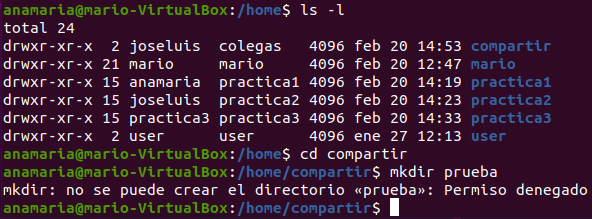 anamaria@mario-VirtualBox:/home$ ls -l
total 24
drwxr-xr-x  2 joseluis  colegas   4096 feb 20 14:53 compartir
drwxr-xr-x 21 mario     mario     4096 feb 20 12:47 mario
drwxr-xr-x 15 anamaria  practica1 4096 feb 20 14:19 practica1
drwxr-xr-x 15 joseluis  practica2 4096 feb 20 14:23 practica2
drwxr-xr-x 15 practica3 practica3 4096 feb 20 14:33 practica3
drwxr-xr-x  2 user      user      4096 ene 27 12:13 user
anamaria@mario-VirtualBox:/home$ cd compartir
anamaria@mario-VirtualBox:/home/compartir$ mkdir prueba
mkdir: no se puede crear el directorio «prueba»: Permiso denegado
anamaria@mario-VirtualBox:/home/compartir$